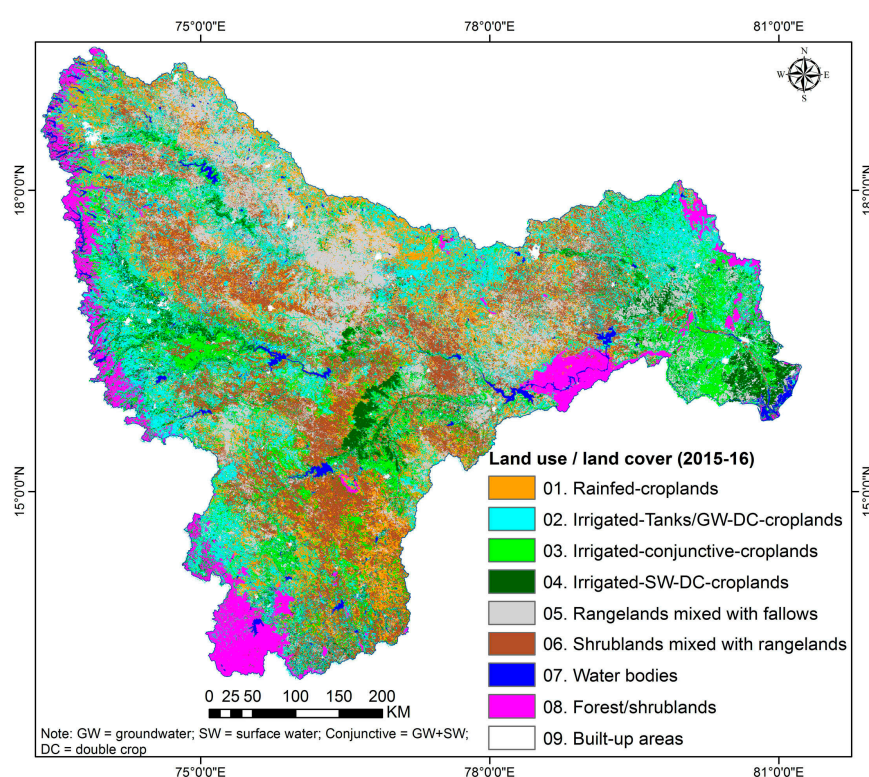 75°0'0"E 78°0'0"E 81°0'0"E
N
W E
S
18°0'0"N 18°0'0"N
15°0'0"N 15°0'0"N
Land use / land cover (2015-16)
01. Rainfed-croplands
02. Irrigated-Tanks/GW-DC-croplands
03. Irrigated-conjunctive-croplands
04. Irrigated-SW-DC-croplands
05. Rangelands mixed with fallows
06. Shrublands mixed with rangelands
07. Water bodies
08. Forest/shrublands
09. Built-up areas
0 25 50 100 150 200
KM
Note: GW = groundwater; SW = surface water; Conjunctive = GW+SW;
DC = double crop
75°0'0"E 78°0'0"E 81°0'0"E